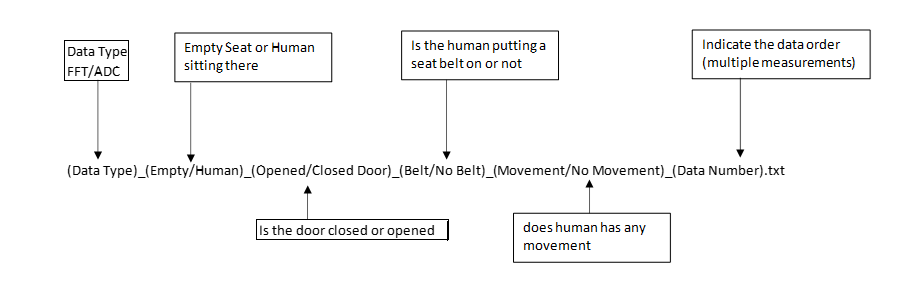 Data Type
FFT/ADC
Empty Seat or Human
sitting there
Is the human putting a
seat belt on or not
Indicate the data order
(multiple measurements)
(Data Type)_(Empty/Human)_(Opened/Closed Door)_(Belt/No Belt)_(Movement/No Movement)_(Data Number).txt
Is the door closed or opened
does human has any
movement